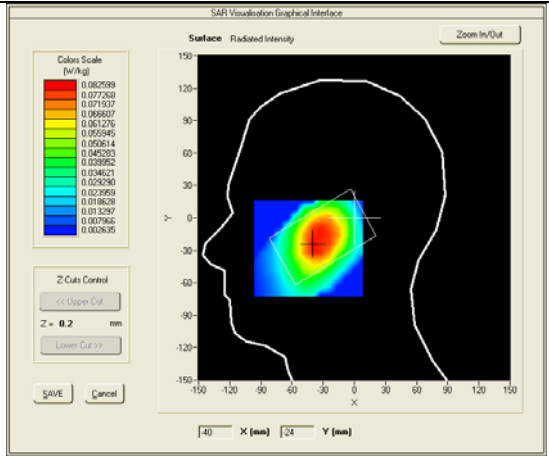 SAR Visualisation Graphical Interface
Surface Radiated Intensity
Zoom In/Out
Colors Scale
(W/kg)
0.082599
0.077268
0.071937
0.066607
0.061276
0.055945
0.050614
0.045283
0.039952
0.034621
0.029290
0.023959
0.018628
0.013297
0.007966
0.002635
150
120
90
60
30
0
-30
-60
-90
-120
-150
Y
-150 -120 -90 -60 -30 0 30 60 90 120 150
X
Z-Cuts Control
<< Upper Cut
Z = 0.2 mm
Lower Cut >>
SAVE Cancel
-40 X (mm) -24 Y (mm)